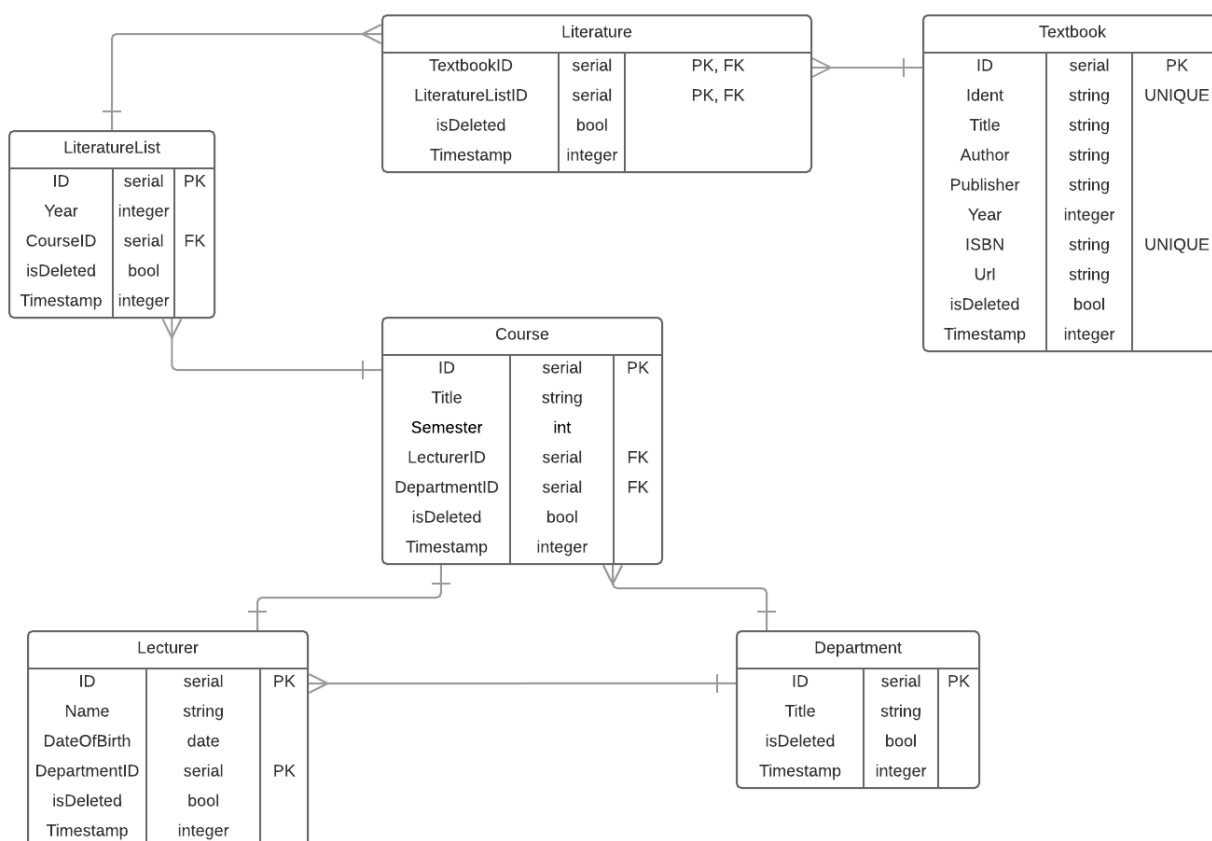 Literature
TextbookID serial PK, FK
LiteratureListID serial PK, FK
isDeleted bool
Timestamp integer
Textbook
ID serial PK
Ident string UNIQUE
Title string
Author string
Publisher string
Year integer
ISBN string UNIQUE
Url string
isDeleted bool
Timestamp integer
LiteratureList
ID serial PK
Year integer
CourseID serial FK
isDeleted bool
Timestamp integer
Course
ID serial PK
Title string
Semester int
LecturerID serial FK
DepartmentID serial FK
isDeleted bool
Timestamp integer
Lecturer
ID serial PK
Name string
DateOfBirth date
DepartmentID serial PK
isDeleted bool
Timestamp integer
Department
ID serial PK
Title string
isDeleted bool
Timestamp integer